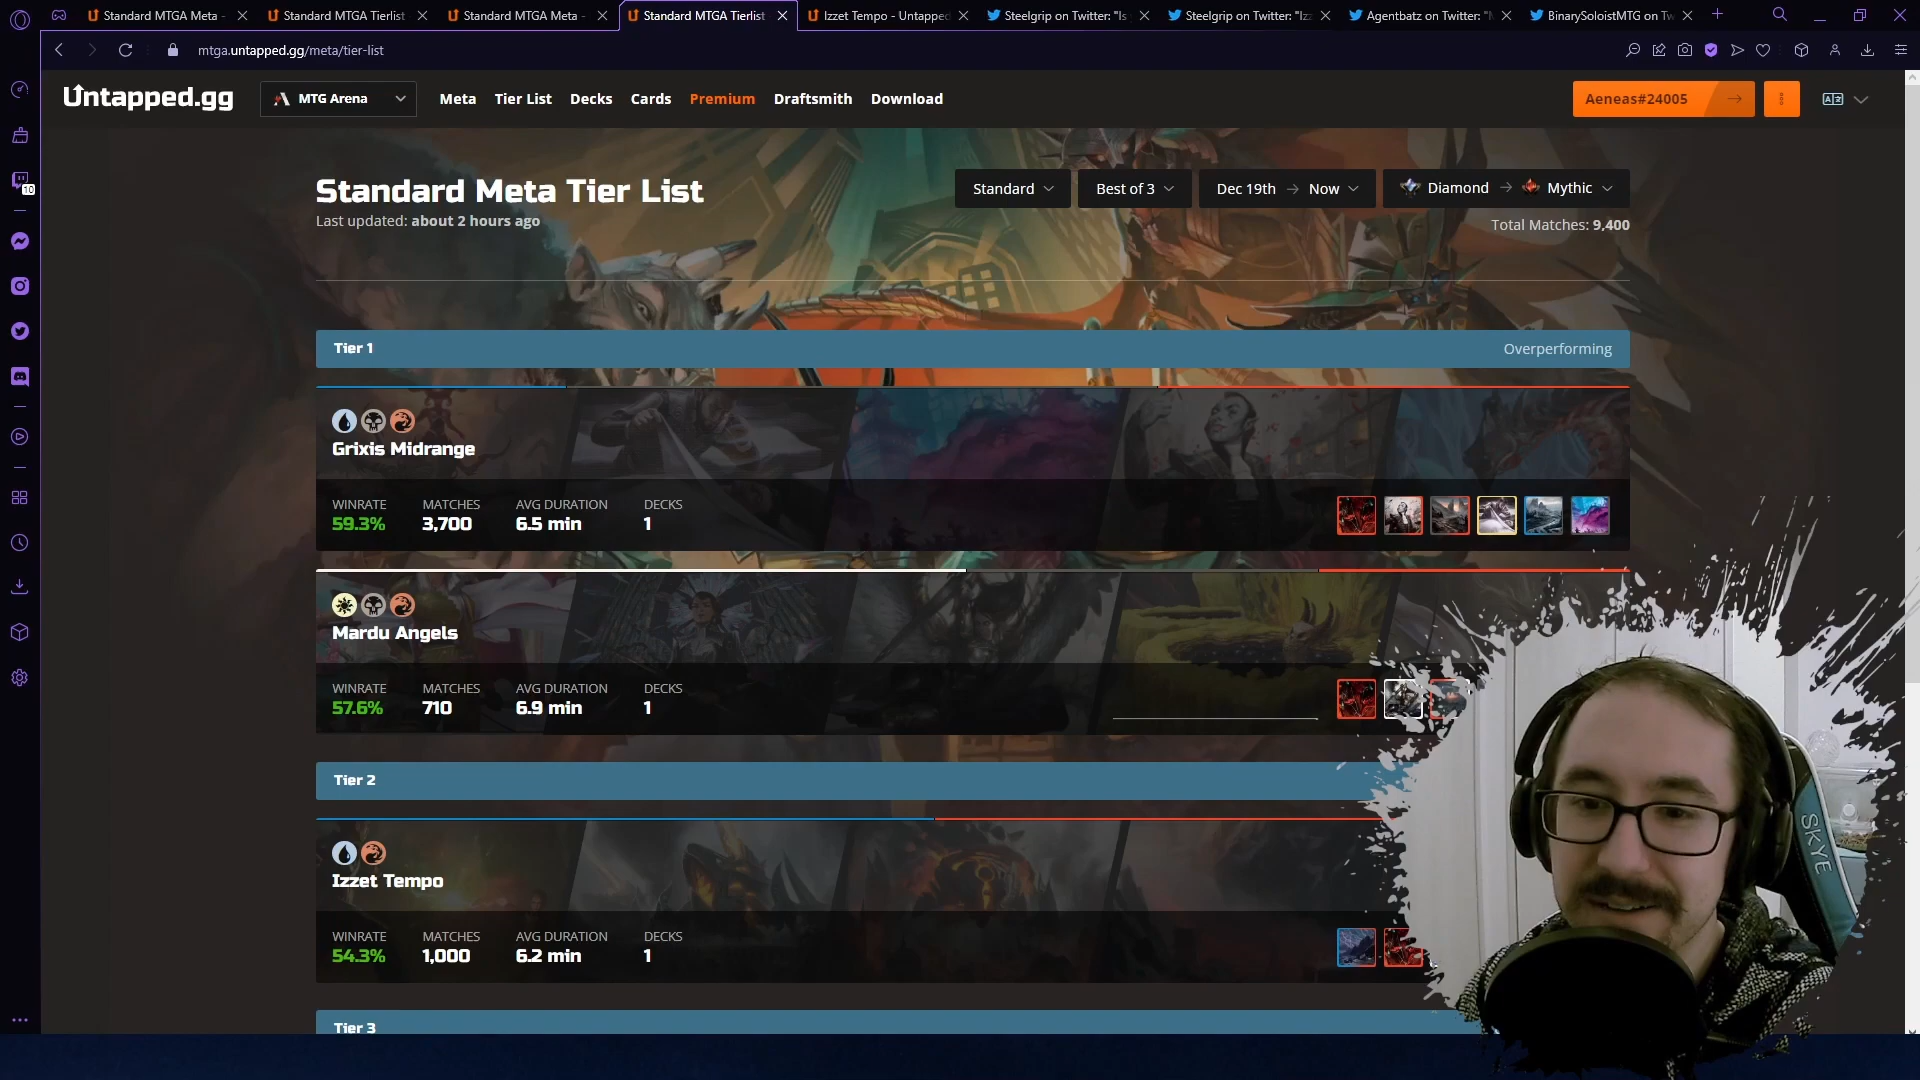 Standard MTGA Meta -
Standard MTGA Tierlist
Standard MTGA Meta -
Standard MTGA Tierlist
Izzet Tempo - Untapped
Steelgrip on Twitter: "Is
Steelgrip on Twitter: "Izz
Agentbatz on Twitter: "
BinarySoloistMTG on Tw
mtga.untapped.gg/meta/tier-list
10
Untapped.gg
MTG Arena
Meta
Tier List
Decks
Cards
Premium
Draftsmith
Download
Aeneas#24005
Standard Meta Tier List
Last updated: about 2 hours ago
Standard
Best of 3
Dec 19th → Now
Diamond → Mythic
Total Matches: 9,400
Tier 1
Overperforming
Grixis Midrange
WINRATE MATCHES AVG DURATION DECKS
59.3% 3,700 6.5 min 1
Mardu Angels
WINRATE MATCHES AVG DURATION DECKS
57.6% 710 6.9 min 1
Tier 2
Izzet Tempo
WINRATE MATCHES AVG DURATION DECKS
54.3% 1,000 6.2 min 1
Tier 3
SKYE